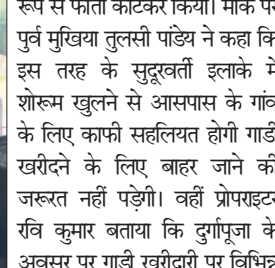 रूप से फीता काटकर किया। मौके पर
पुर्व मुखिया तुलसी पांडेय ने कहा कि
इस तरह के सुदूरवर्ती इलाके में
शोरूम खुलने से आसपास के गांव
के लिए काफी सहलियत होगी गाडी
खरीदने के लिए बाहर जाने की
जरूरत नहीं पड़ेगी। वहीं प्रोपराइटर
रवि कुमार बताया कि दुर्गापूजा के
अवसर पर गाडी खरीदारी पर विभिन्न